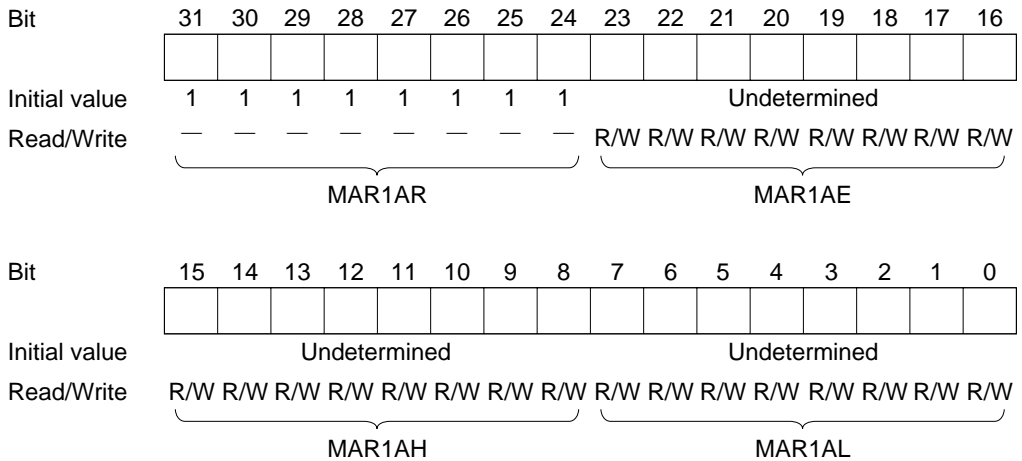 Bit 31 30 29 28 27 26 25 24 23 22 21 20 19 18 17 16
Initial value 1 1 1 1 1 1 1 1 Undetermined
Read/Write — — — — — — — — R/W R/W R/W R/W R/W R/W R/W R/W
MAR1AR MAR1AE
Bit 15 14 13 12 11 10 9 8 7 6 5 4 3 2 1 0
Initial value Undetermined Undetermined
Read/Write R/W R/W R/W R/W R/W R/W R/W R/W R/W R/W R/W R/W R/W R/W R/W R/W
MAR1AH MAR1AL